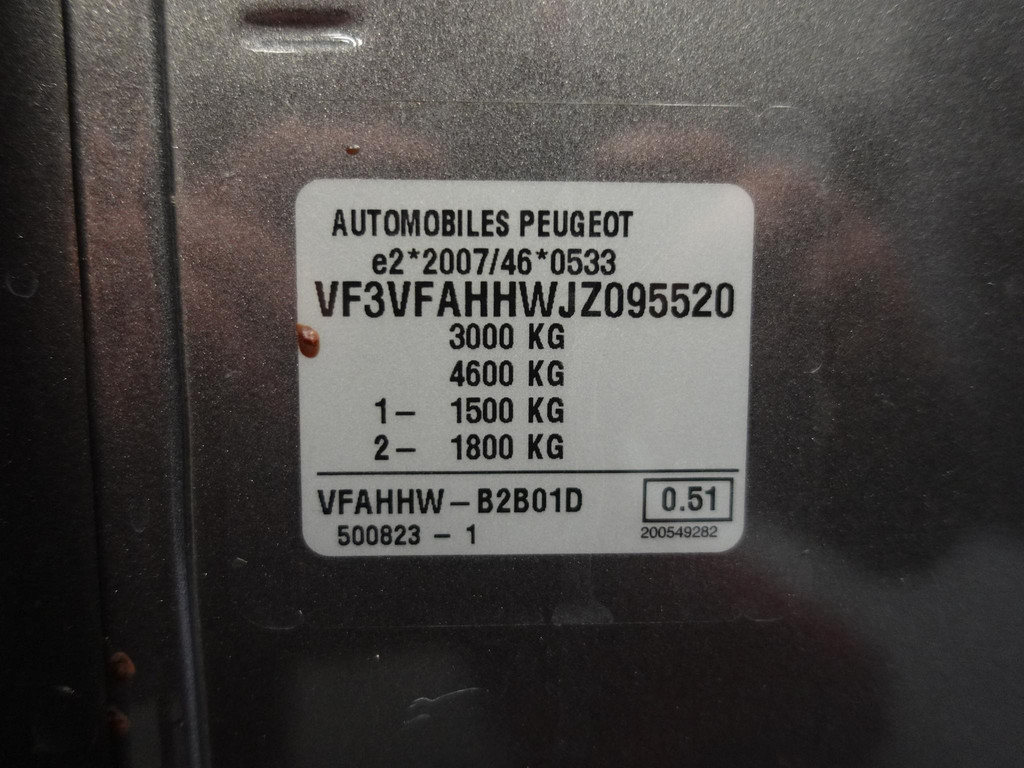 AUTOMOBILES PEUGEOT
e2*2007/46*0533
VF3VFAHHWJZ095520
3000 KG
4600 KG
1– 1500 KG
2– 1800 KG
VFAHHW – B2B01D
0.51
500823 – 1
200549282